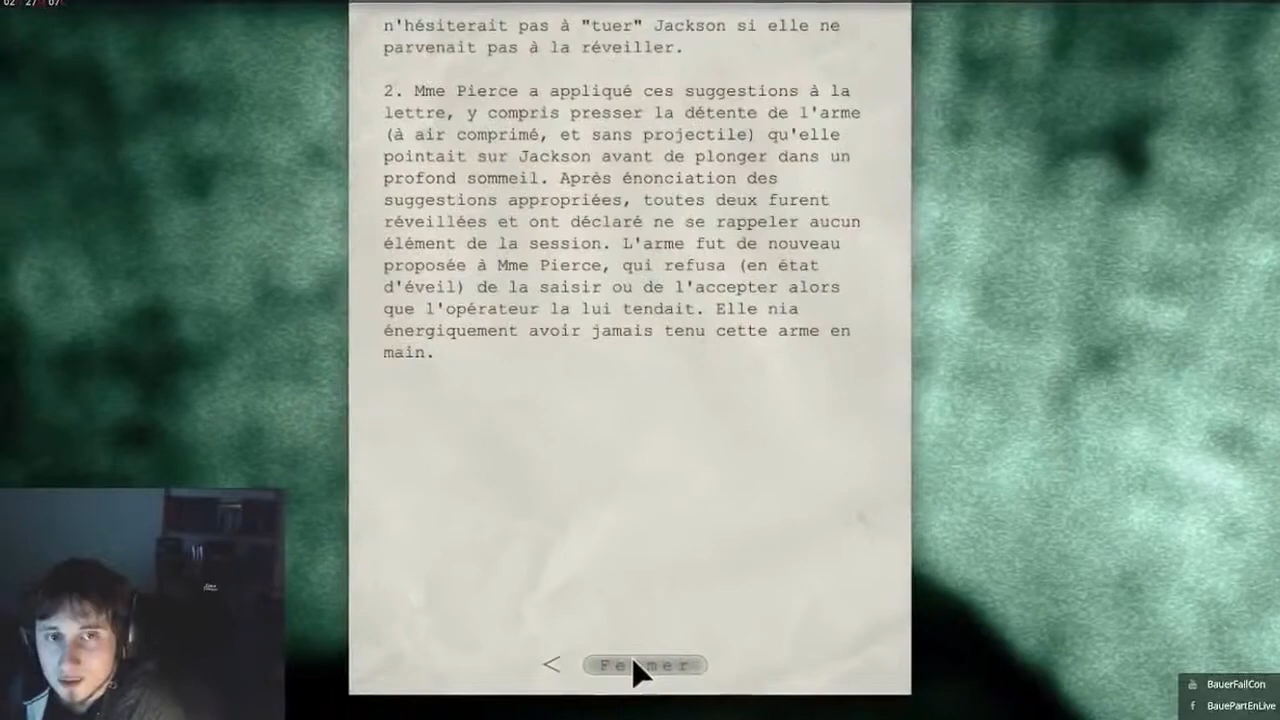 n'hésiterait pas à "tuer" Jackson si elle ne
parvenait pas à la réveiller.
2. Mme Pierce a appliqué ces suggestions à la
lettre, y compris presser la détente de l'arme
(à air comprimé, et sans projectile) qu'elle
pointait sur Jackson avant de plonger dans un
profond sommeil. Après énonciation des
suggestions appropriées, toutes deux furent
réveillées et ont déclaré ne se rappeler aucun
élément de la session. L'arme fut de nouveau
proposée à Mme Pierce, qui refusa (en état
d'éveil) de la saisir ou de l'accepter alors
que l'opérateur la lui tendait. Elle nia
énergiquement avoir jamais tenu cette arme en
main.
< Fermer
BauerFailCon
BauePartEnLive